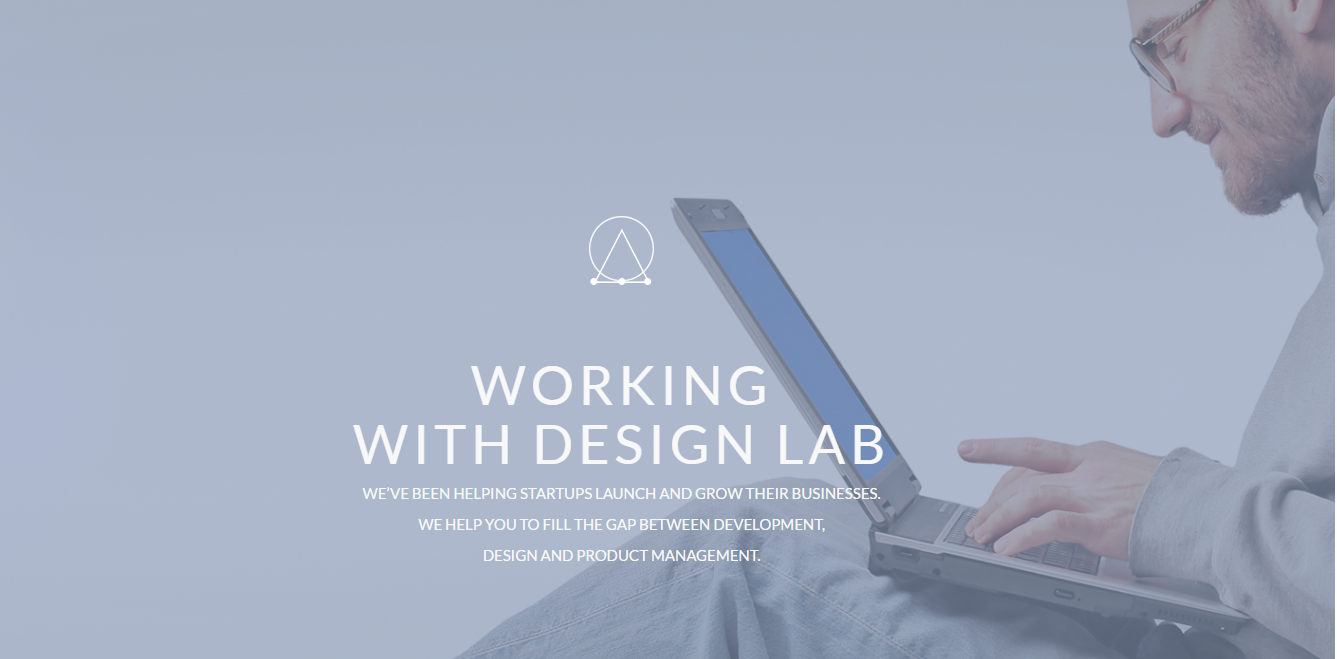 WORKING
WITH DESIGN LAB
WE'VE BEEN HELPING STARTUPS LAUNCH AND GROW THEIR BUSINESSES.
WE HELP YOU TO FILL THE GAP BETWEEN DEVELOPMENT,
DESIGN AND PRODUCT MANAGEMENT.